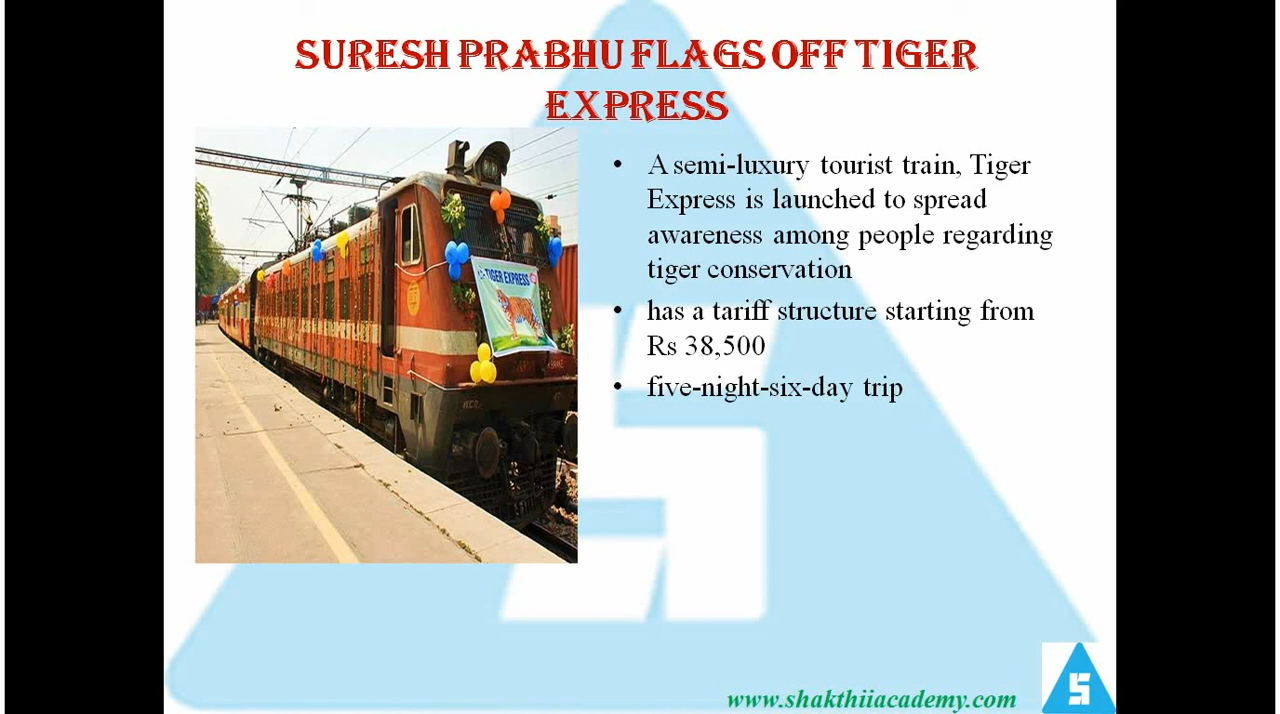 SURESH PRABHU FLAGS OFF TIGER
EXPRESS
• A semi-luxury tourist train, Tiger
Express is launched to spread
awareness among people regarding
tiger conservation
• has a tariff structure starting from
Rs 38,500
• five-night-six-day trip
TIGER EXPRESS
www.shakthiiacademy.com